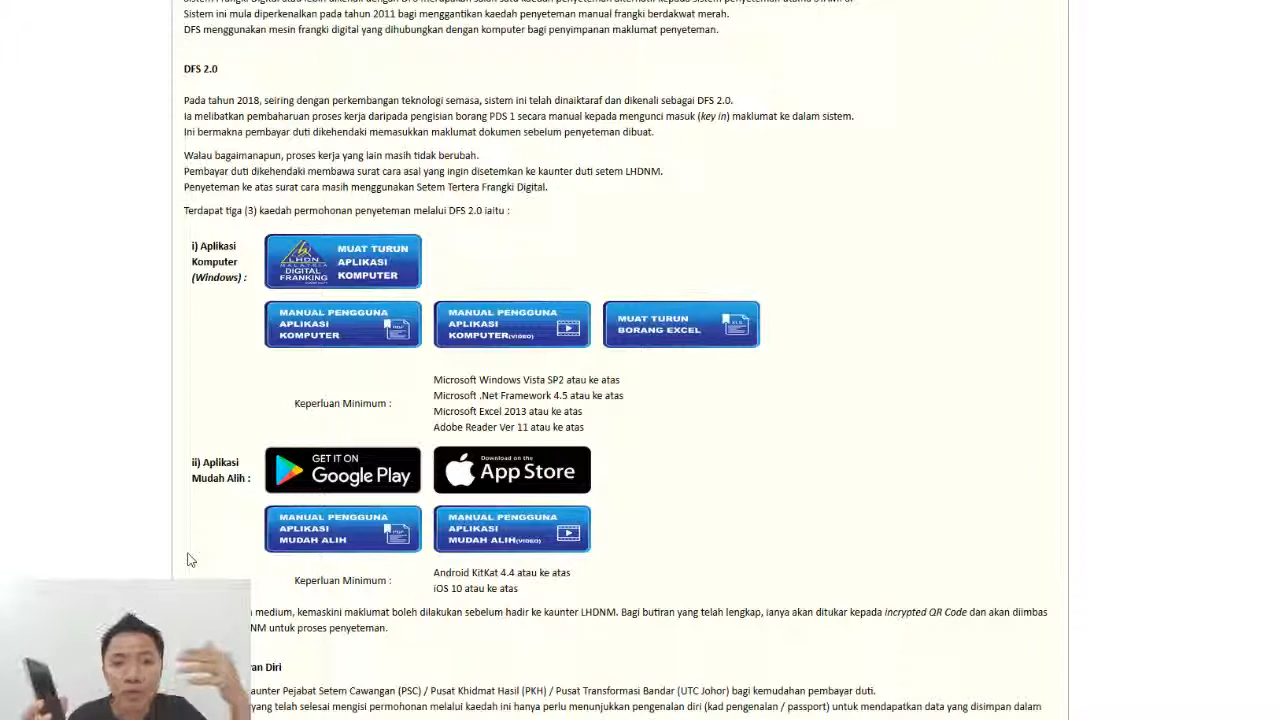 Sistem ini mula diperkenalkan pada tahun 2011 bagi menggantikan kaedah penyeteman manual frangki berdakwat merah.
DFS menggunakan mesin frangki digital yang dihubungkan dengan komputer bagi penyimpanan maklumat penyeteman.
DFS 2.0
Pada tahun 2018, seiring dengan perkembangan teknologi semasa, sistem ini telah dinaiktaraf dan dikenali sebagai DFS 2.0.
Ia melibatkan pembaharuan proses kerja daripada pengisian borang PDS 1 secara manual kepada mengunci masuk (key in) maklumat ke dalam sistem.
Ini bermakna pembayar duti dikehendaki memasukkan maklumat dokumen sebelum penyeteman dibuat.
Walau bagaimanapun, proses kerja yang lain masih tidak berubah.
Pembayar duti dikehendaki membawa surat cara asal yang ingin disetemkan ke kaunter duti setem LHDNM.
Penyeteman ke atas surat cara masih menggunakan Setem Tertera Frangki Digital.
Terdapat tiga (3) kaedah permohonan penyeteman melalui DFS 2.0 iaitu :
i) Aplikasi
Komputer
(Windows) :
LHDN
MALAYSIA
DIGITAL
FRANKING
MUAT TURUN
APLIKASI
KOMPUTER
MANUAL PENGGUNA
APLIKASI
KOMPUTER
MANUAL PENGGUNA
APLIKASI
KOMPUTER(VIDEO)
MUAT TURUN
BORANG EXCEL
Keperluan Minimum :
Microsoft Windows Vista SP2 atau ke atas
Microsoft .Net Framework 4.5 atau ke atas
Microsoft Excel 2013 atau ke atas
Adobe Reader Ver 11 atau ke atas
ii) Aplikasi
Mudah Alih :
GET IT ON
Google Play
Download on the
App Store
MANUAL PENGGUNA
APLIKASI
MUDAH ALIH
MANUAL PENGGUNA
APLIKASI
MUDAH ALIH(VIDEO)
Keperluan Minimum :
Android KitKat 4.4 atau ke atas
iOS 10 atau ke atas
medium, kemaskini maklumat boleh dilakukan sebelum hadir ke kaunter LHDNM. Bagi butiran yang telah lengkap, ianya akan ditukar kepada incrypted QR Code dan akan diimbas
NM untuk proses penyeteman.
an Diri
aunter Pejabat Setem Cawangan (PSC) / Pusat Khidmat Hasil (PKH) / Pusat Transformasi Bandar (UTC Johor) bagi kemudahan pembayar duti.
yang telah selesai mengisi permohonan melalui kaedah ini hanya perlu menunjukkan pengenalan diri (kad pengenalan / passport) untuk mendapatkan data yang disimpan dalam